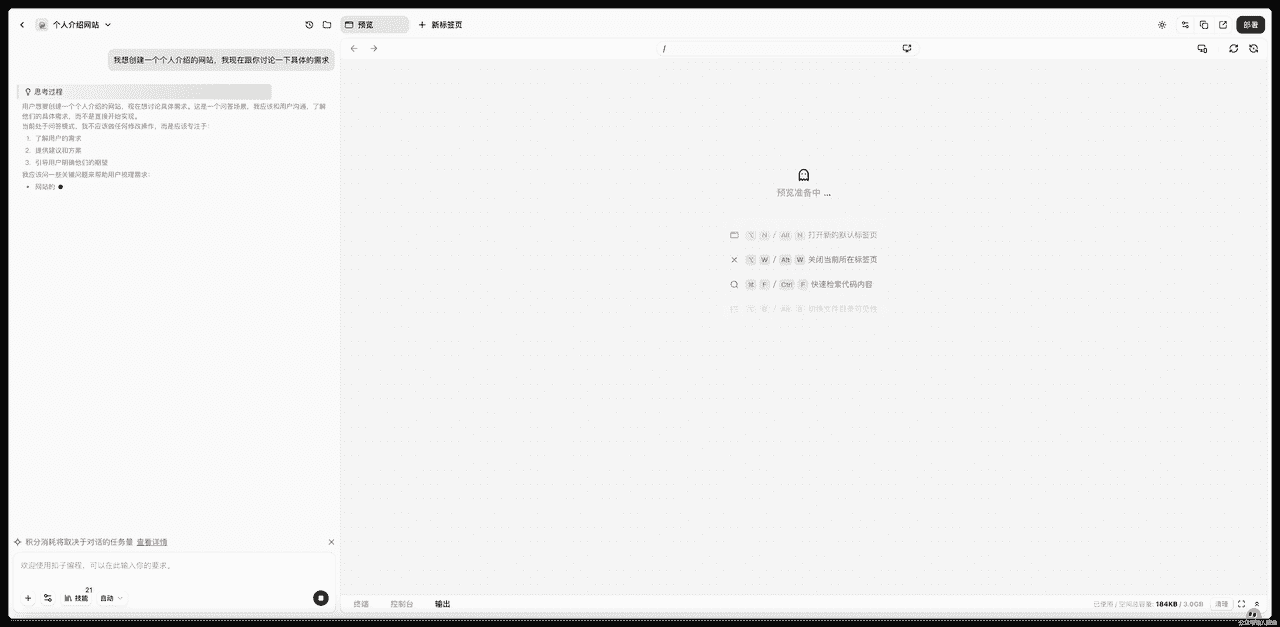 个人介绍网站
预览
新标签页
部署
/
我想创建一个个人介绍的网站，我现在跟你讨论一下具体的需求
思考过程
用户想要创建一个个人介绍的网站，现在想讨论具体需求。这是一个问答场景，我应该和用户沟通，了解
他们的具体需求，而不是直接开始实现。
当前处于问答模式，我不应该做任何修改操作，而是应该专注于：
1. 了解用户的需求
2. 提供建议和方案
3. 引导用户明确他们的期望
我应该问一些关键问题来帮助用户梳理需求：
• 网站的
预览准备中 ...
⌥ N / Alt N 打开新的默认标签页
⌥ W / Alt W 关闭当前所在标签页
⌘ F / Ctrl F 快速检索代码内容
积分消耗将取决于对话的任务量 查看详情
欢迎使用扣子编程，可以在此输入你的要求。
技能 21
自动
终端 控制台 输出
已使用 / 空间总容量: 184KB / 3.0GB 清理